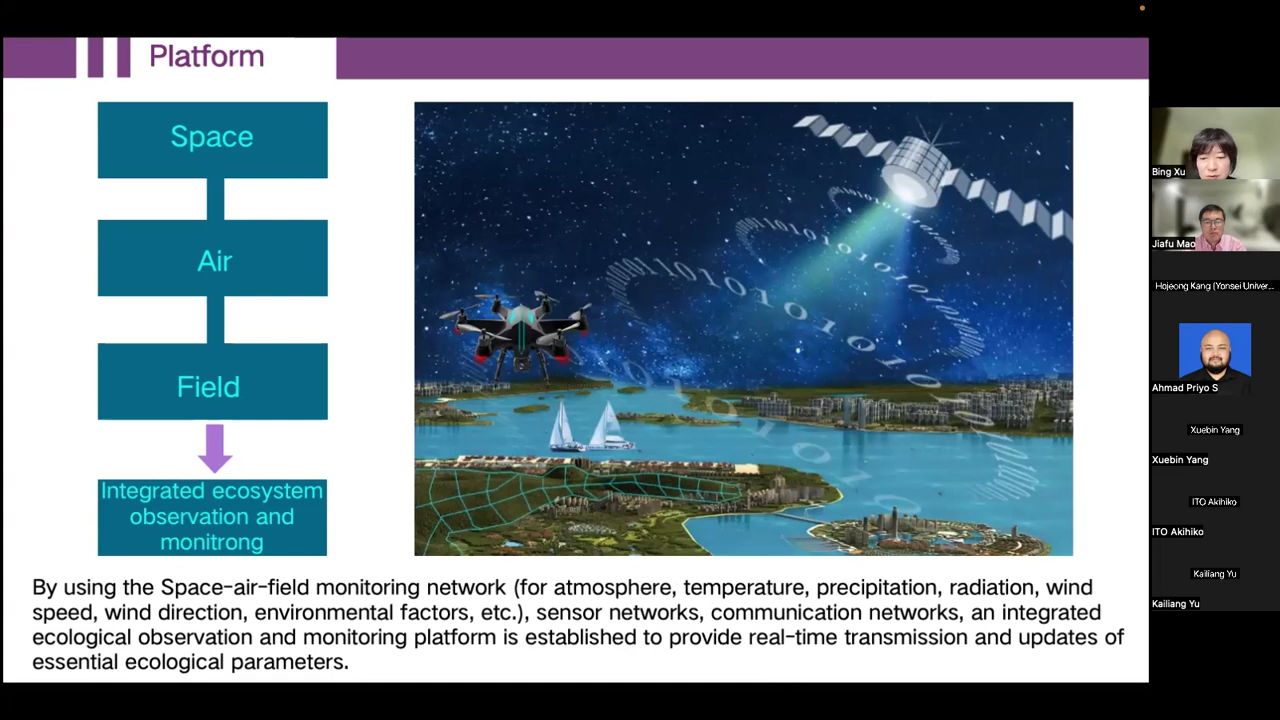 Platform
Space
Air
Field
Integrated ecosystem
observation and
monitrong
By using the Space-air-field monitoring network (for atmosphere, temperature, precipitation, radiation, wind
speed, wind direction, environmental factors, etc.), sensor networks, communication networks, an integrated
ecological observation and monitoring platform is established to provide real-time transmission and updates of
essential ecological parameters.
Bing Xu
Jiafu Mao
Hojeong Kang (Yonsei Univer...
Ahmad Priyo S
Xuebin Yang
Xuebin Yang
ITO Akihiko
ITO Akihiko
Kailiang Yu
Kailiang Yu